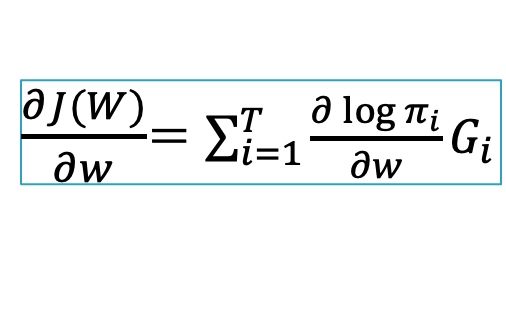 ∂J(W)/∂w = ∑_{i=1}^{T} ∂ log π_i/∂w G_i